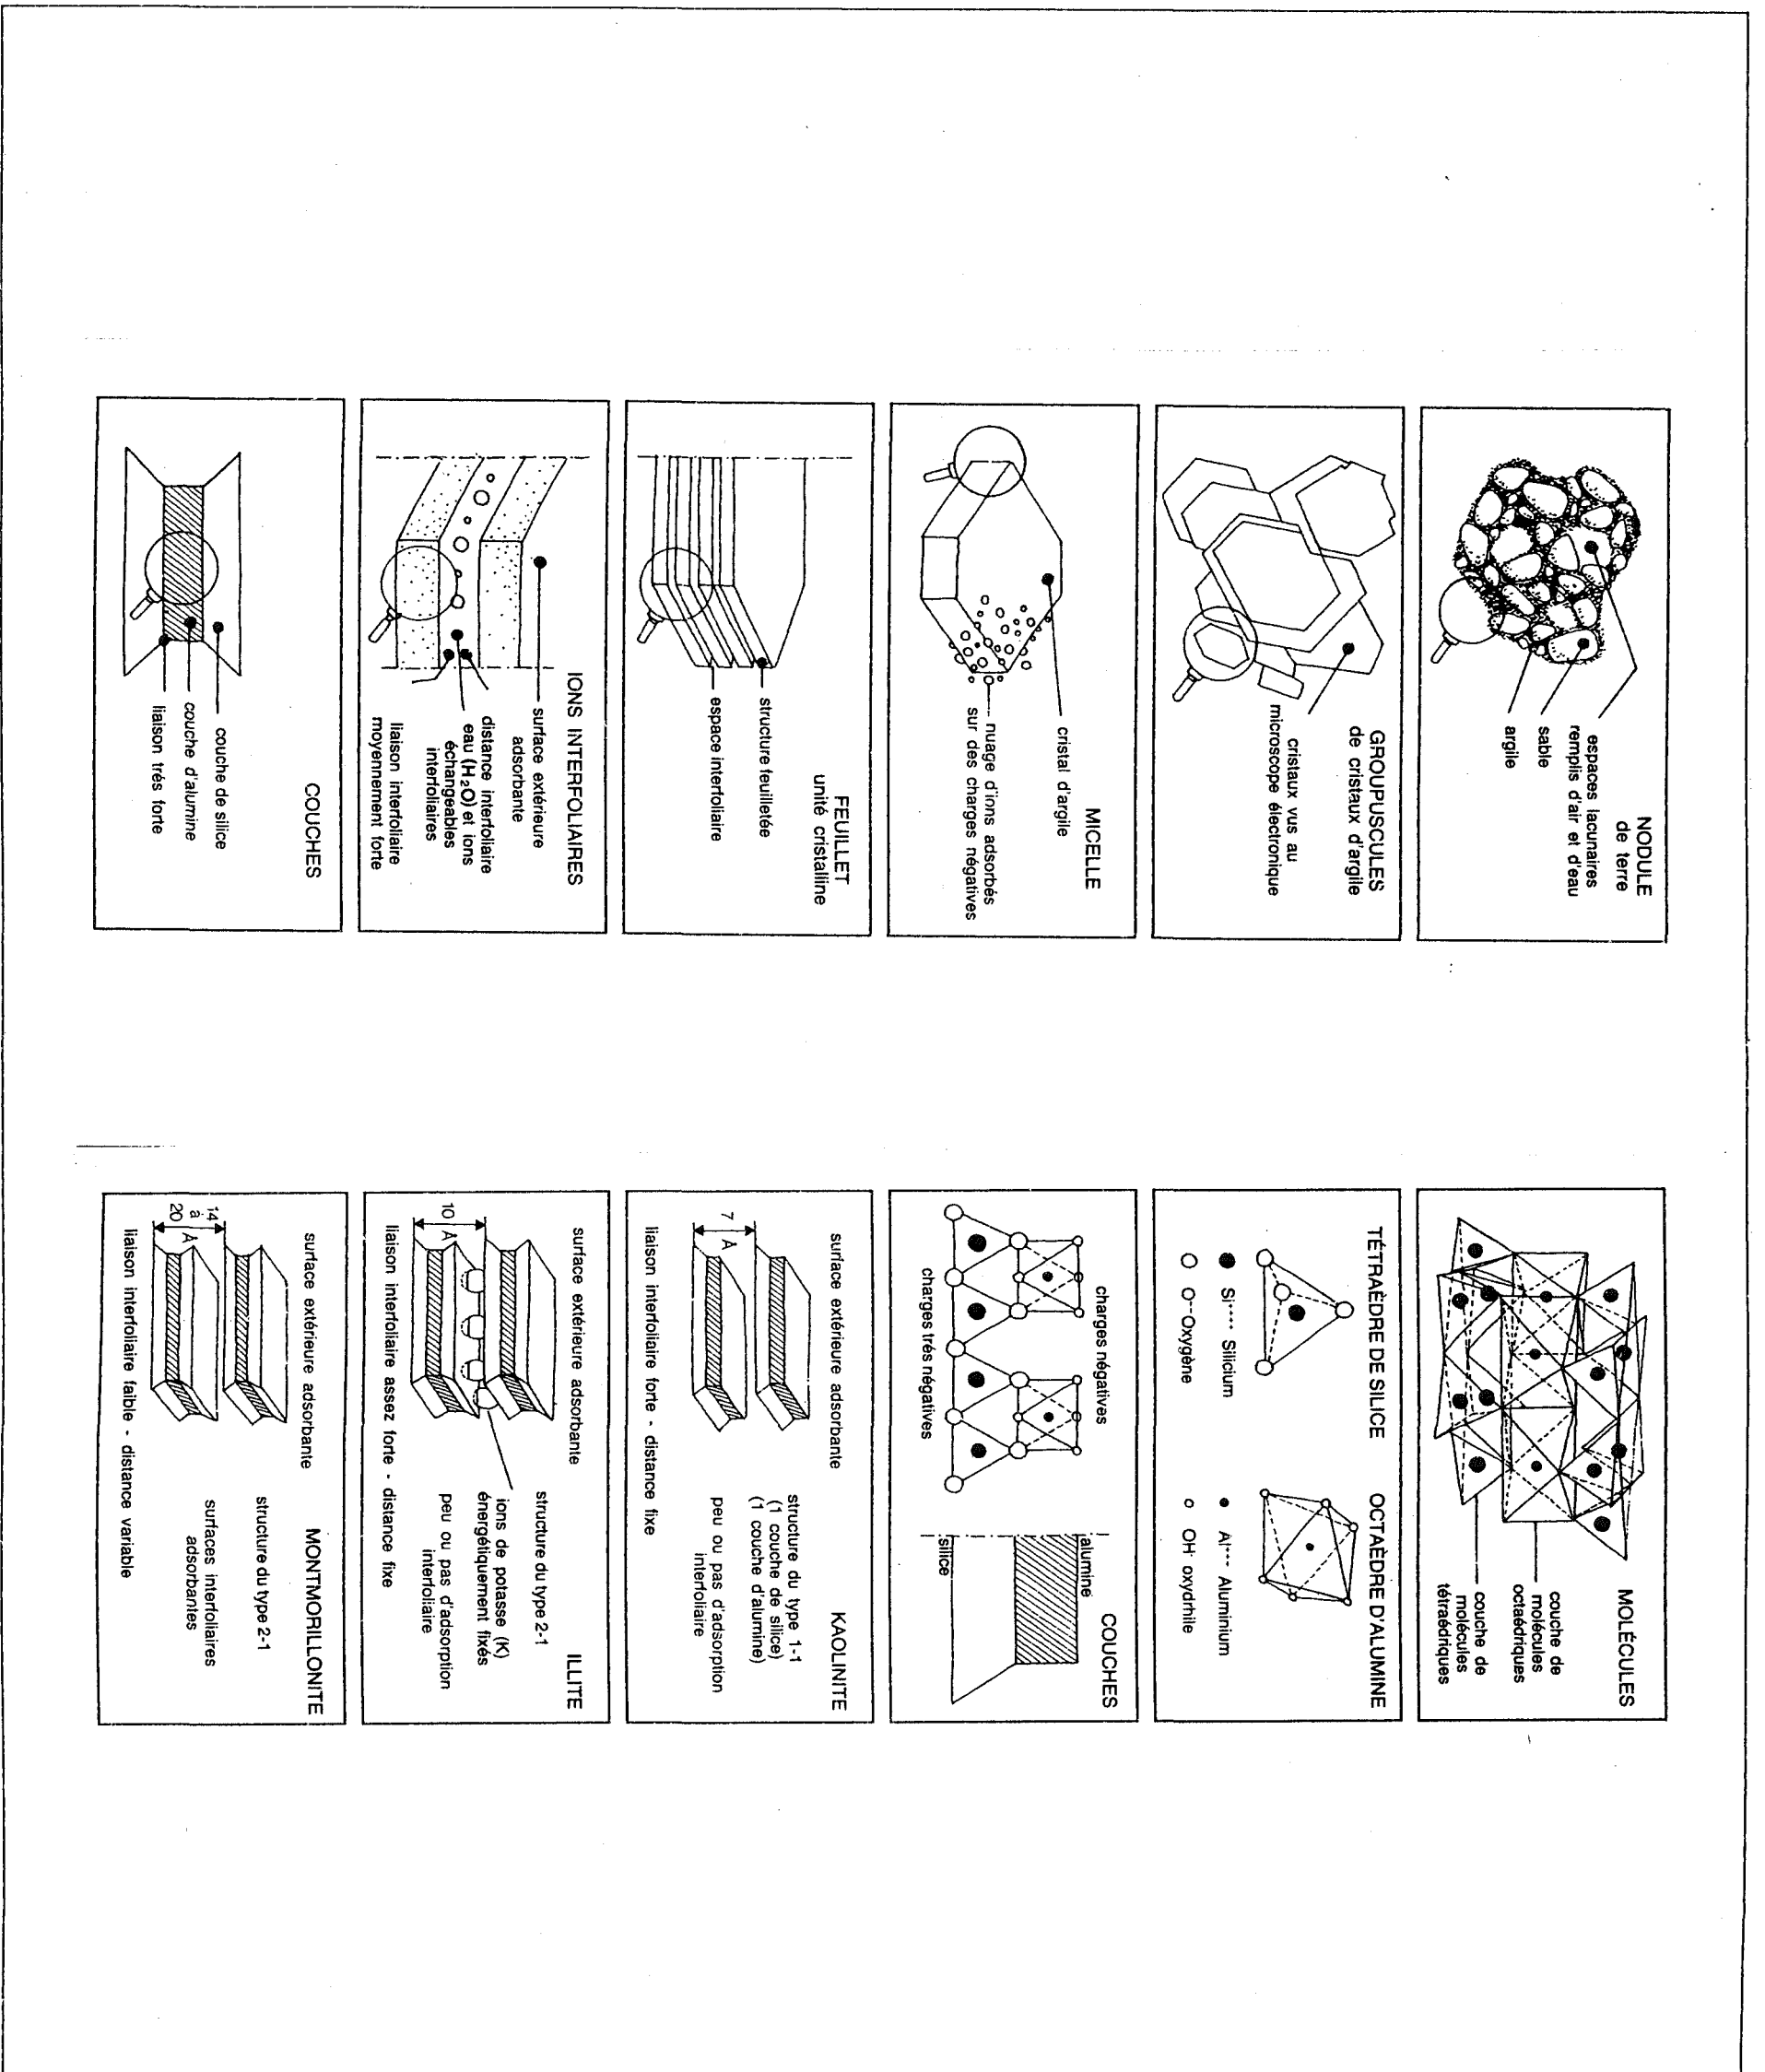 NODULE
de terre
espaces lacunaires
remplis d'air et d'eau
sable
argile
GROUPUSCULES
de cristaux d'argile
cristaux vus au
microscope électronique
MICELLE
cristal d'argile
nuage d'ions adsorbés
sur des charges négatives
FEUILLET
unité cristalline
structure feuilletée
espace interfoliaire
IONS INTERFOLIAIRES
surface extérieure
adsorbante
distance interfoliaire
eau (H₂O) et ions
échangeables
interfoliaires
liaison interfoliaire
moyennement forte
COUCHES
couche de silice
couche d'alumine
liaison trés forte
MOLÉCULES
couche de
molécules
octaédriques
couche de
molécules
tétraédriques
TÉTRAÈDRE DE SILICE
OCTAÈDRE D'ALUMINE
Si++++ Silicium
Al+++ Aluminium
O--Oxygène
OH- oxydrhile
COUCHES
charges négatives
alumine
charges trés négatives
silice
KAOLINITE
surface extérieure adsorbante
structure du type 1-1
(1 couche de silice)
(1 couche d'alumine)
7 Å
peu ou pas d'adsorption
interfoliaire
liaison interfoliaire forte - distance fixe
ILLITE
surface extérieure adsorbante
structure du type 2-1
ions de potasse (K)
énergétiquement fixés
10 Å
peu ou pas d'adsorption
interfoliaire
liaison interfoliaire assez forte - distance fixe
MONTMORILLONITE
surface extérieure adsorbante
structure du type 2-1
14
à Å
20
surfaces interfoliaires
adsorbantes
liaison interfoliaire faible - distance variable